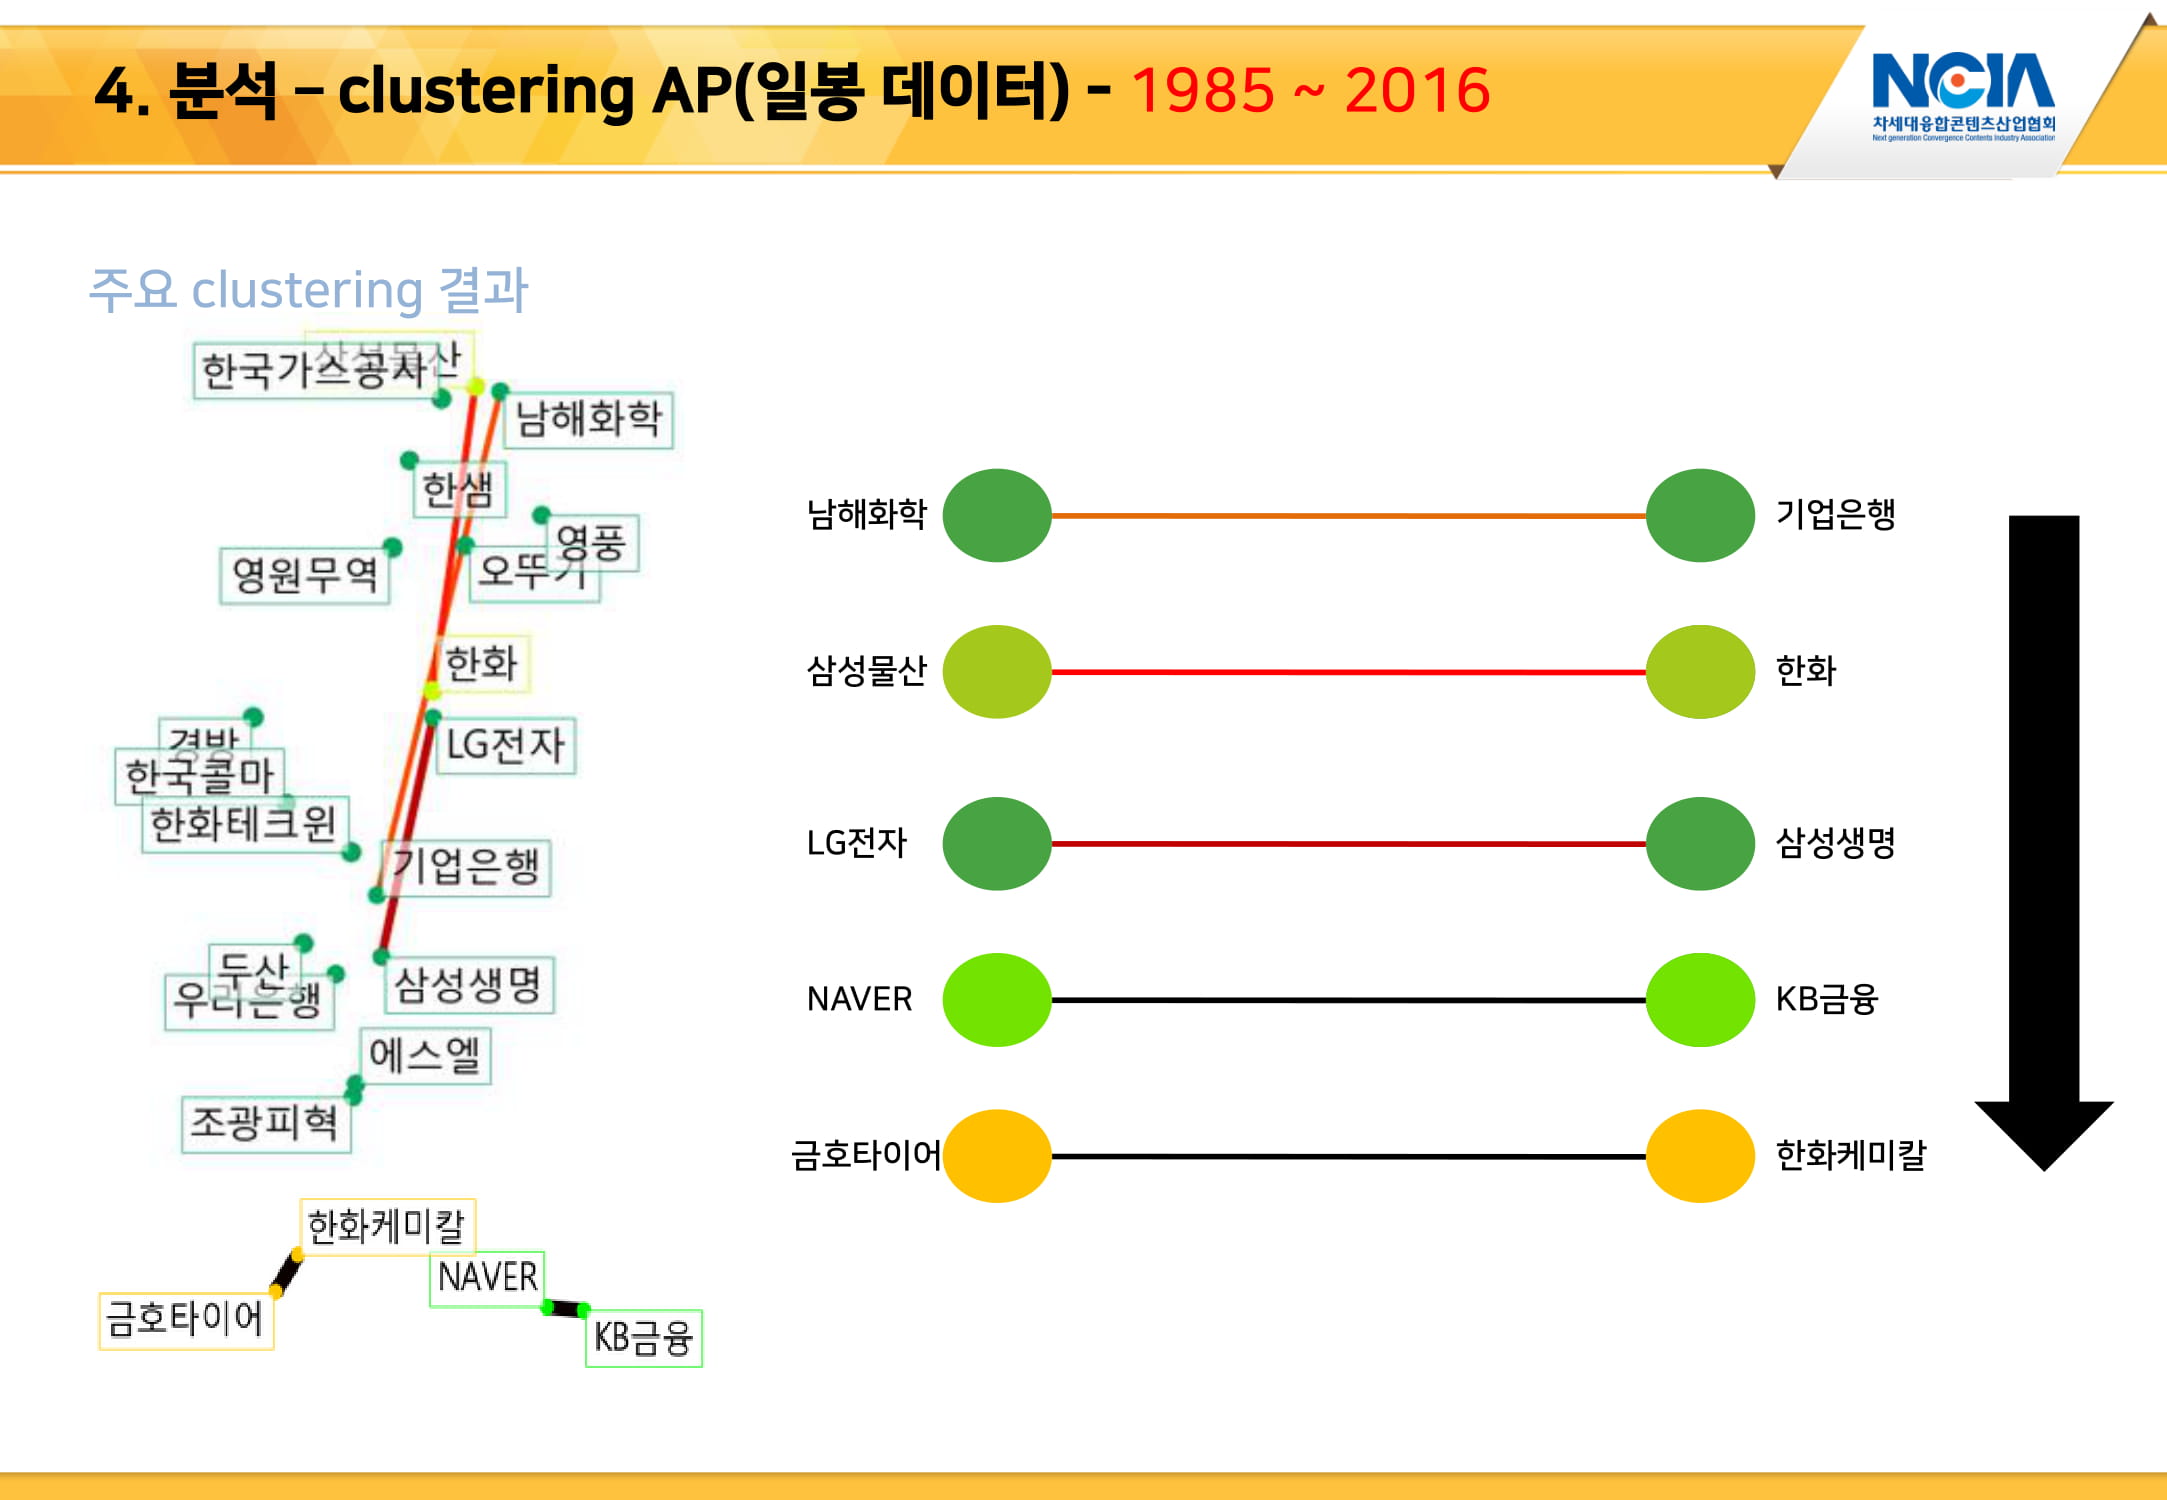 4. 분석 – clustering AP(일봉 데이터) - 1985 ~ 2016
NCIA
차세대융합콘텐츠산업협회
Next generation Convergence Contents Industry Association
주요 clustering 결과
삼성물산
한국가스공사
남해화학
한샘
영풍
영원무역
오뚜기
한화
경방
LG전자
한국콜마
한화테크윈
기업은행
두산
우리은행
삼성생명
에스엘
조광피혁
한화케미칼
NAVER
금호타이어
KB금융
남해화학 기업은행
삼성물산 한화
LG전자 삼성생명
NAVER KB금융
금호타이어 한화케미칼